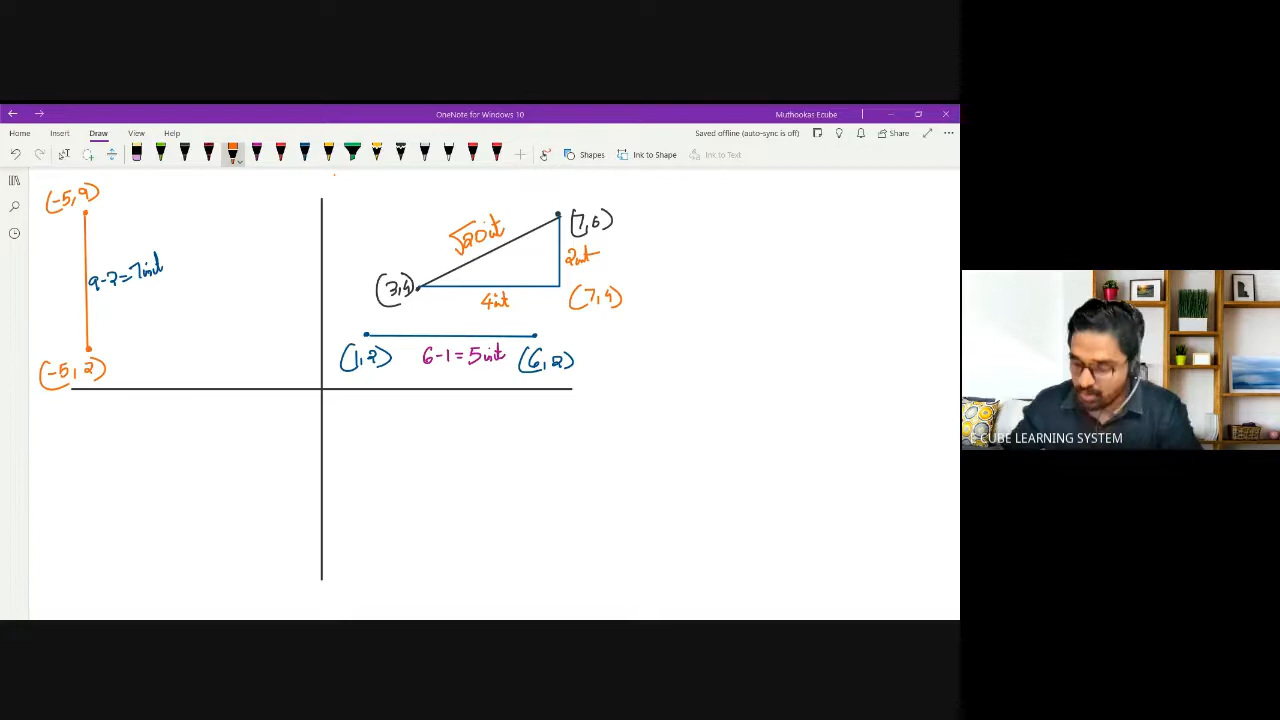 OneNote for Windows 10
Muthookas Ecube
Home Insert Draw View Help
Saved offline (auto-sync is off)
Share
Shapes
Ink to Shape
Ink to Text
(-5, 9)
9-2=7unit
(-5, 2)
√20unit
(7,6)
2unit
(3,4)
4unit
(7,4)
(1,2)
6-1=5unit
(6,2)
E CUBE LEARNING SYSTEM